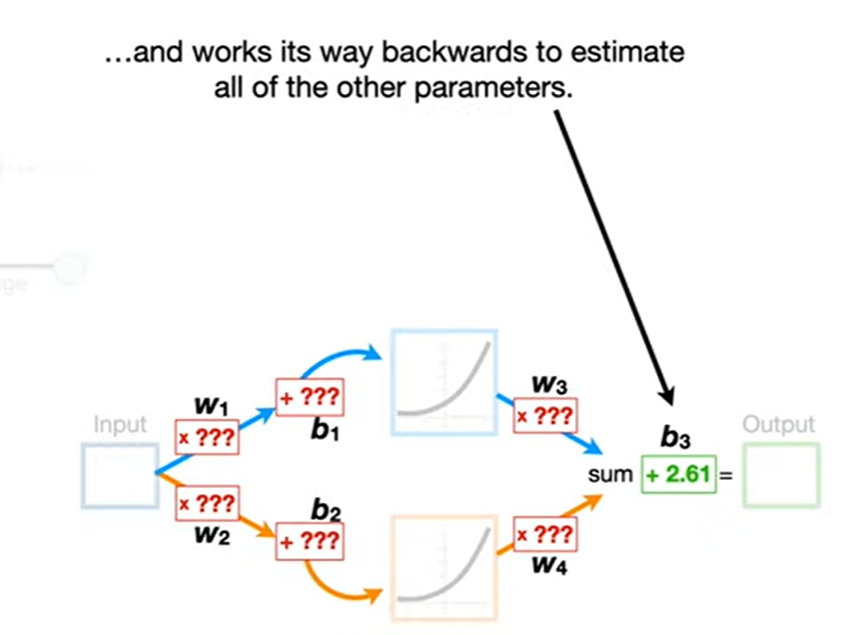 ...and works its way backwards to estimate
all of the other parameters.
ge
Input
w1
x ???
+ ???
b1
w3
x ???
b3
Output
sum + 2.61 =
x ???
w2
b2
+ ???
x ???
w4